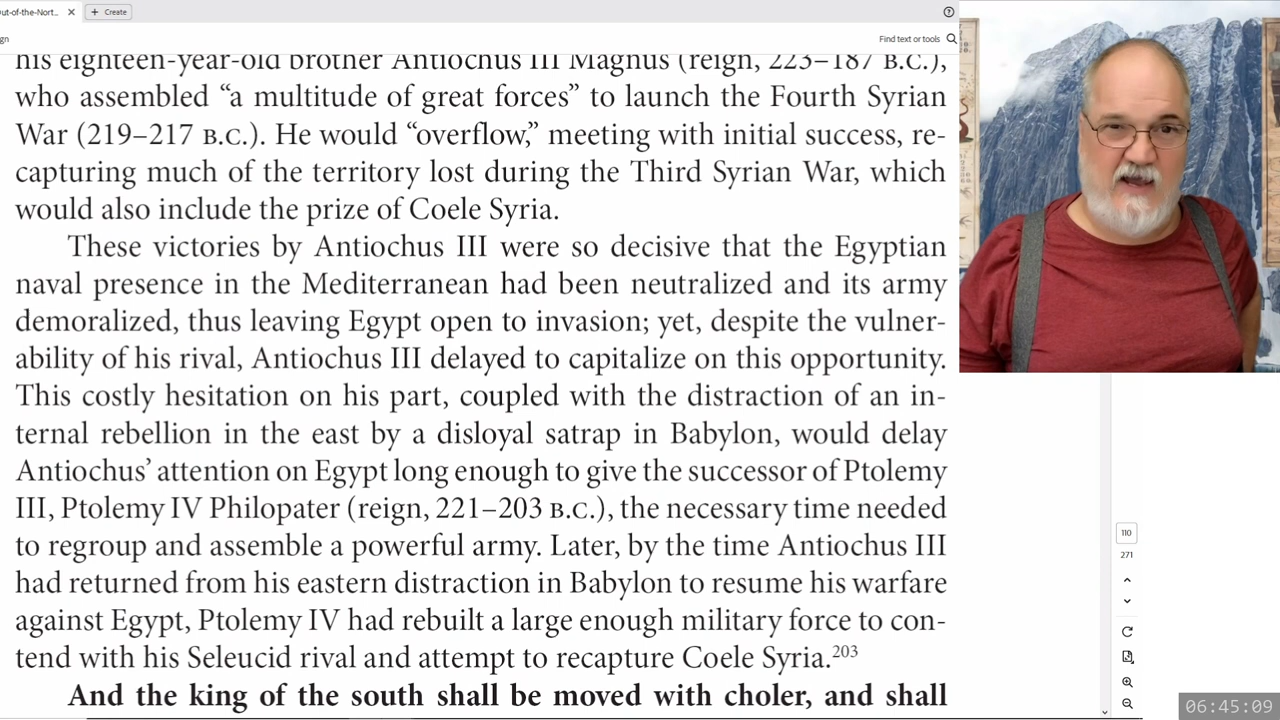 ut-of-the-Nort...
+ Create
gn
Find text or tools
his eighteen-year-old brother Antiochus III Magnus (reign, 223–187 B.C.),
who assembled “a multitude of great forces” to launch the Fourth Syrian
War (219–217 B.C.). He would “overflow,” meeting with initial success, re-
capturing much of the territory lost during the Third Syrian War, which
would also include the prize of Coele Syria.
These victories by Antiochus III were so decisive that the Egyptian
naval presence in the Mediterranean had been neutralized and its army
demoralized, thus leaving Egypt open to invasion; yet, despite the vulner-
ability of his rival, Antiochus III delayed to capitalize on this opportunity.
This costly hesitation on his part, coupled with the distraction of an in-
ternal rebellion in the east by a disloyal satrap in Babylon, would delay
Antiochus’ attention on Egypt long enough to give the successor of Ptolemy
III, Ptolemy IV Philopater (reign, 221–203 B.C.), the necessary time needed
to regroup and assemble a powerful army. Later, by the time Antiochus III
had returned from his eastern distraction in Babylon to resume his warfare
against Egypt, Ptolemy IV had rebuilt a large enough military force to con-
tend with his Seleucid rival and attempt to recapture Coele Syria.203
And the king of the south shall be moved with choler, and shall
110
271
06:45:09